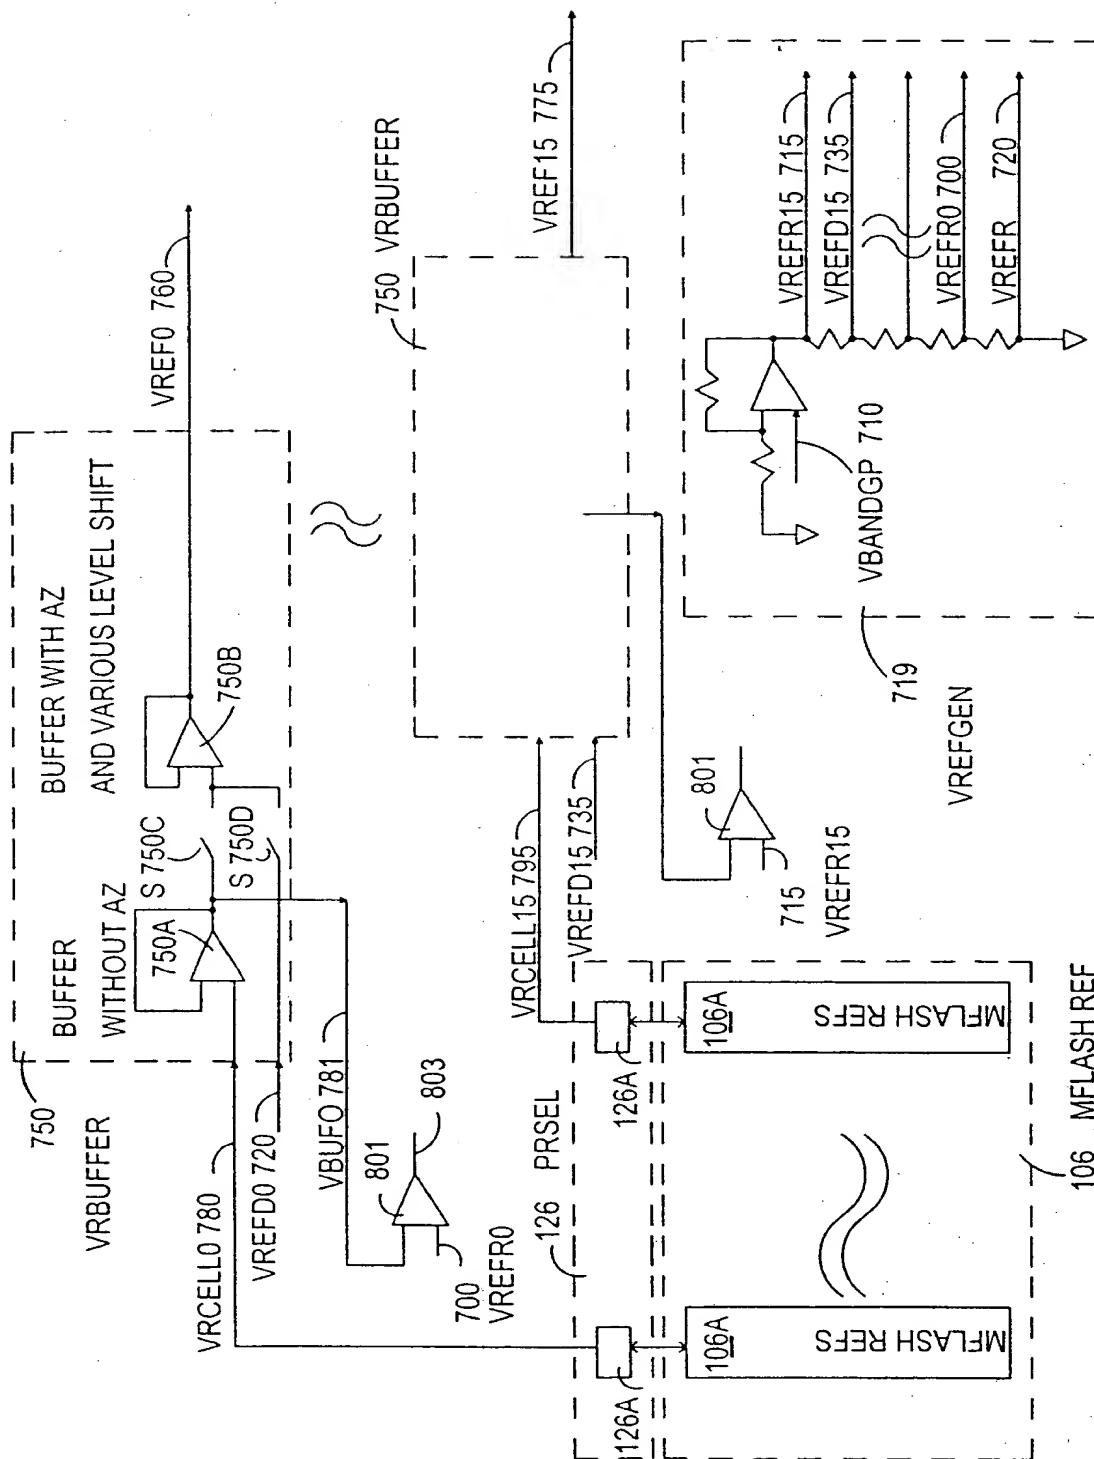 750
VRBUFFER
BUFFER
WITHOUT AZ
750A
S 750C
S 750D
BUFFER WITH AZ
AND VARIOUS LEVEL SHIFT
750B
VREF0 760
VRCELL0 780
VREFD0 720
VBUF0 781
801
803
700
VREFR0
750 VRBUFFER
VREF15 775
VRCELL15 795
VREFD15 735
801
715
VREFR15
126 PRSEL
126A
126A
106A
MFLASH REFS
106A
MFLASH REFS
106 MFLASH REF
VREFGEN
719
VBANDGP 710
VREFR15 715
VREFD15 735
VREFR0 700
VREFR 720